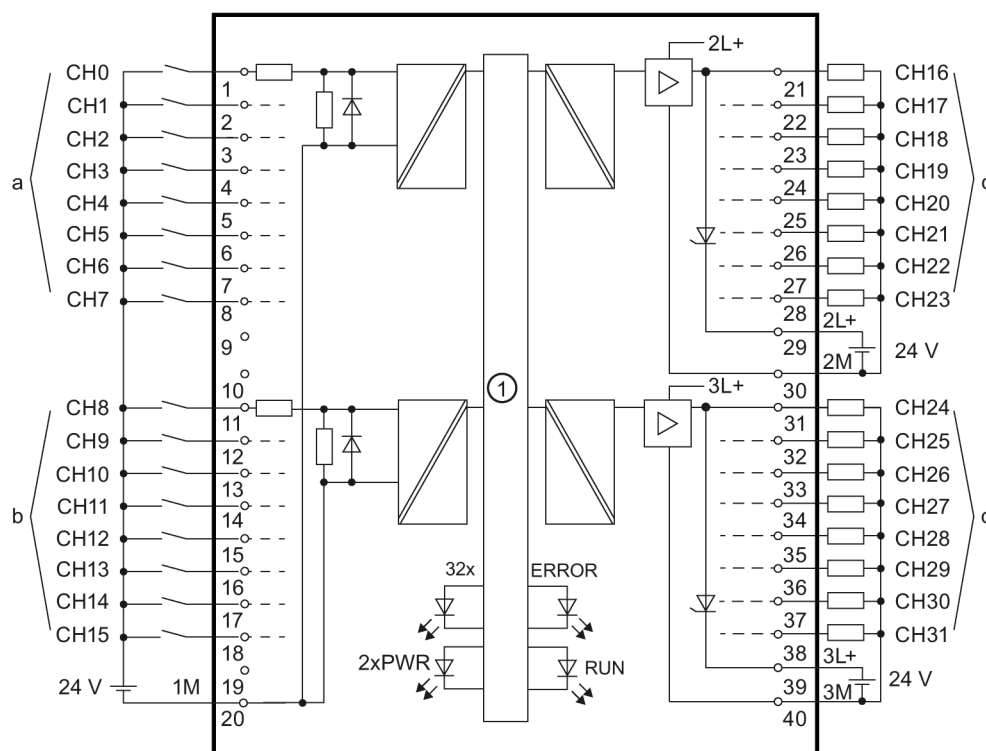 CH0
CH1
CH2
CH3
CH4
CH5
CH6
CH7
a
1
2
3
4
5
6
7
8
9
10
CH8
CH9
CH10
CH11
CH12
CH13
CH14
CH15
b
11
12
13
14
15
16
17
18
19
20
24 V
1M
1
32x
ERROR
2xPWR
RUN
2L+
21
22
23
24
25
26
27
28
29
30
CH16
CH17
CH18
CH19
CH20
CH21
CH22
CH23
2L+
2M
24 V
3L+
31
32
33
34
35
36
37
38
39
40
CH24
CH25
CH26
CH27
CH28
CH29
CH30
CH31
3L+
3M
24 V